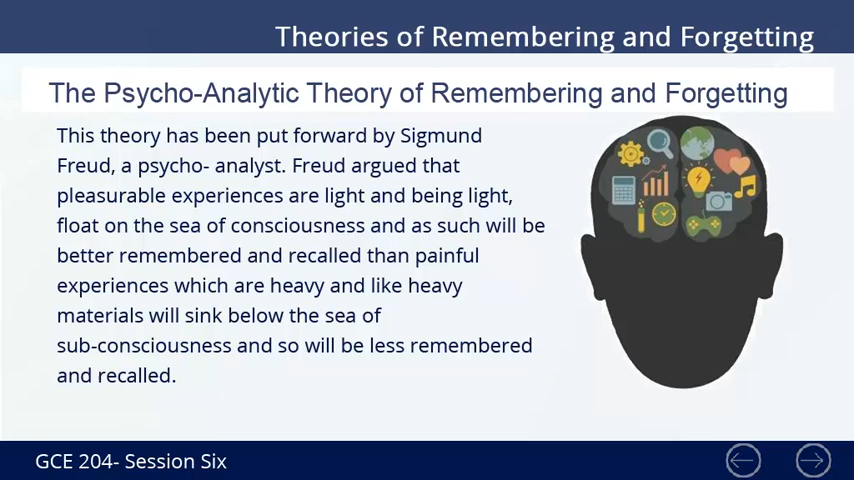 Theories of Remembering and Forgetting
The Psycho-Analytic Theory of Remembering and Forgetting
This theory has been put forward by Sigmund
Freud, a psycho- analyst. Freud argued that
pleasurable experiences are light and being light,
float on the sea of consciousness and as such will be
better remembered and recalled than painful
experiences which are heavy and like heavy
materials will sink below the sea of
sub-consciousness and so will be less remembered
and recalled.
GCE 204- Session Six